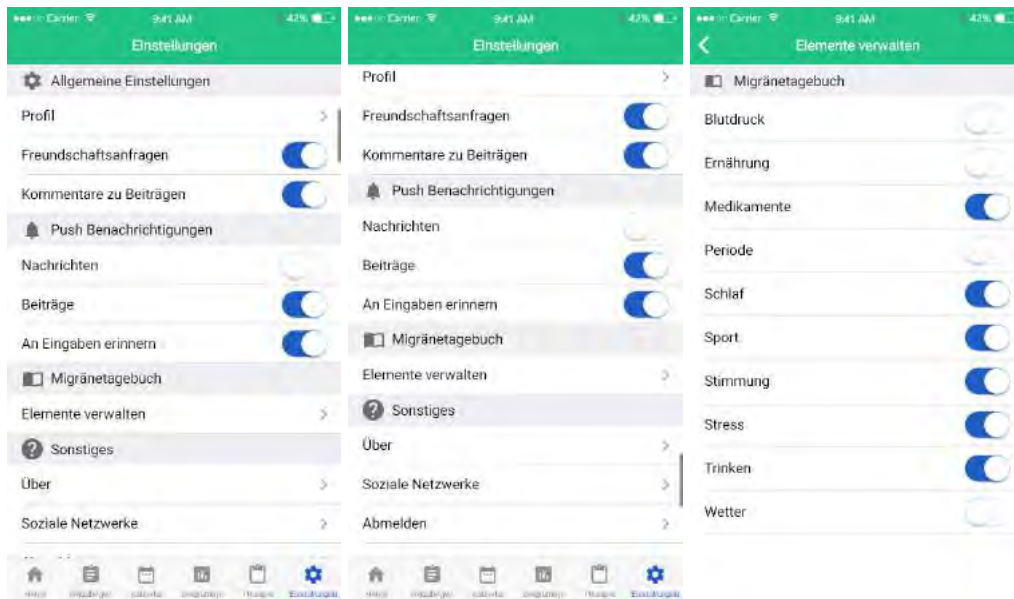 Carrier 9:41 AM 42%
Einstellungen
Allgemeine Einstellungen
Profil
Freundschaftsanfragen
Kommentare zu Beiträgen
Push Benachrichtigungen
Nachrichten
Beiträge
An Eingaben erinnern
Migränetagebuch
Elemente verwalten
Sonstiges
Über
Soziale Netzwerke
Einstellungen
Carrier 9:41 AM 42%
Einstellungen
Profil
Freundschaftsanfragen
Kommentare zu Beiträgen
Push Benachrichtigungen
Nachrichten
Beiträge
An Eingaben erinnern
Migränetagebuch
Elemente verwalten
Sonstiges
Über
Soziale Netzwerke
Abmelden
Einstellungen
Carrier 9:41 AM 42%
Elemente verwalten
Migränetagebuch
Blutdruck
Ernährung
Medikamente
Periode
Schlaf
Sport
Stimmung
Stress
Trinken
Wetter